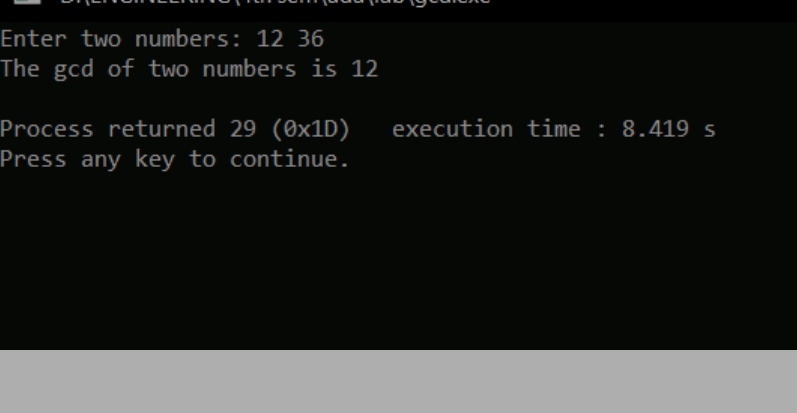 Enter two numbers: 12 36
The gcd of two numbers is 12
Process returned 29 (0x1D) execution time : 8.419 s
Press any key to continue.